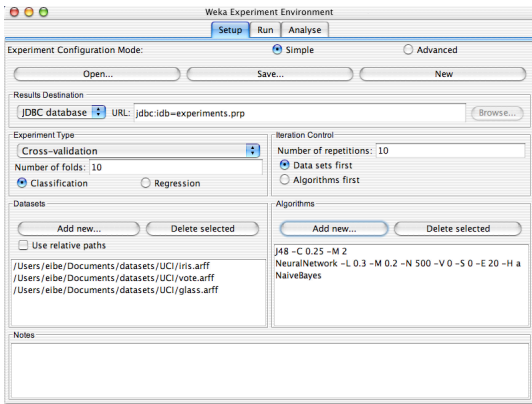 Weka Experiment Environment
Setup Run Analyse
Experiment Configuration Mode: Simple Advanced
Open... Save... New
Results Destination
JDBC database URL: jdbc:idb=experiments.prp Browse...
Experiment Type
Cross-validation
Number of folds: 10
Classification Regression
Iteration Control
Number of repetitions: 10
Data sets first
Algorithms first
Datasets
Add new... Delete selected
Use relative paths
/Users/eibe/Documents/datasets/UCI/iris.arff
/Users/eibe/Documents/datasets/UCI/vote.arff
/Users/eibe/Documents/datasets/UCI/glass.arff
Algorithms
Add new... Delete selected
J48 -C 0.25 -M 2
NeuralNetwork -L 0.3 -M 0.2 -N 500 -V 0 -S 0 -E 20 -H a
NaiveBayes
Notes